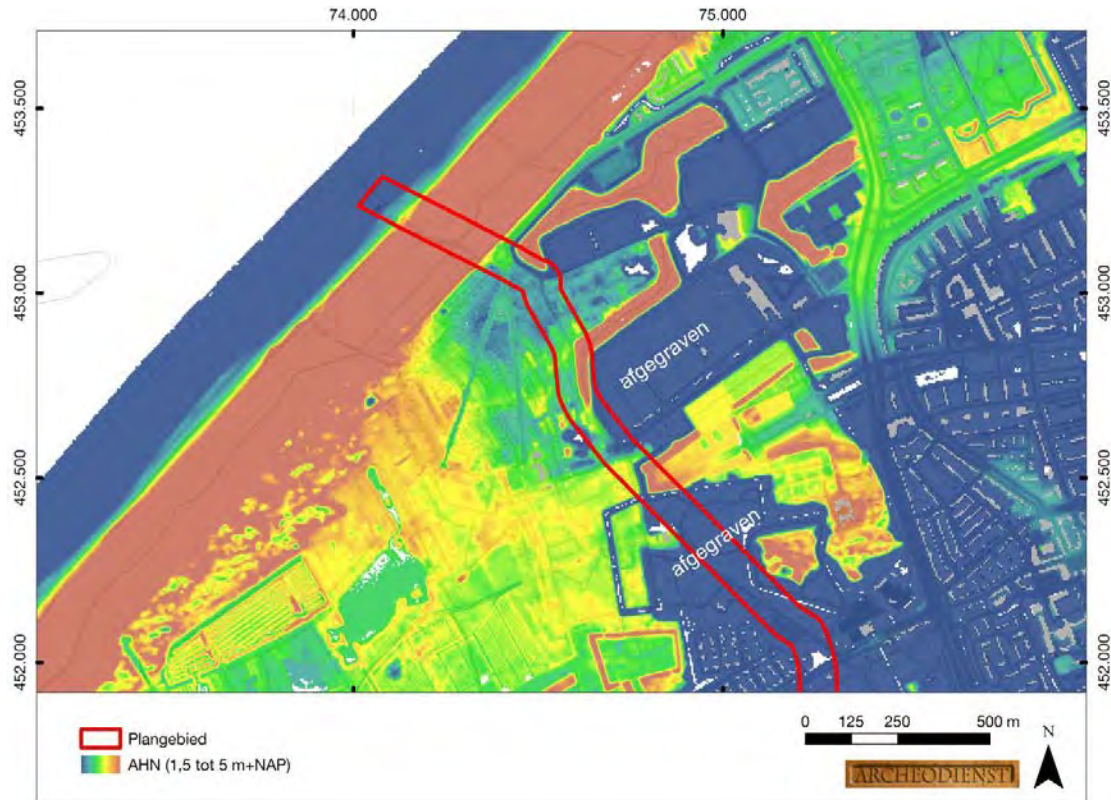 74.000 75.000
453.500 453.500
453.000 453.000
452.500 452.500
452.000 452.000
afgegraven
afgegraven
Plangebied
AHN (1,5 tot 5 m+NAP)
0 125 250 500 m
N
ARCHEODIENST